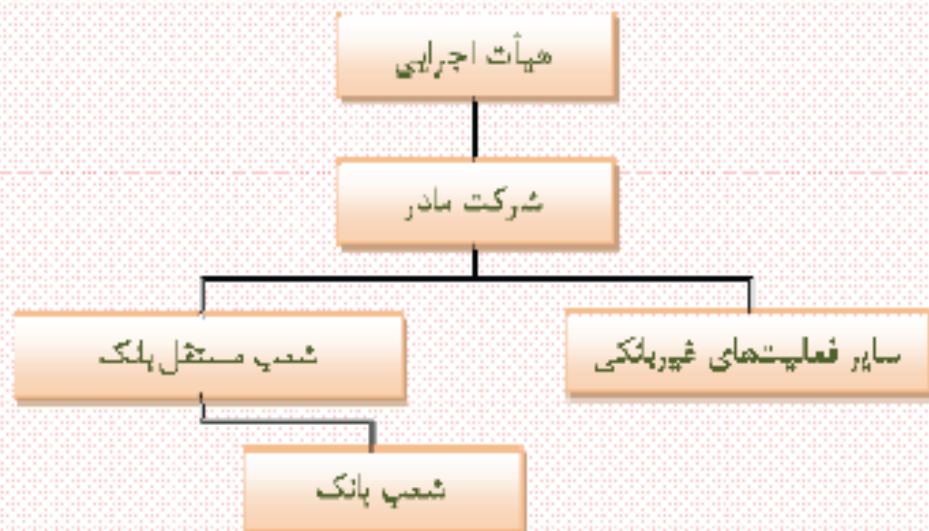 هیأت اجرایی
شرکت مادر
سایر فعالیت‌های غیربانکی
شعب مستقل بانک
شعب بانک